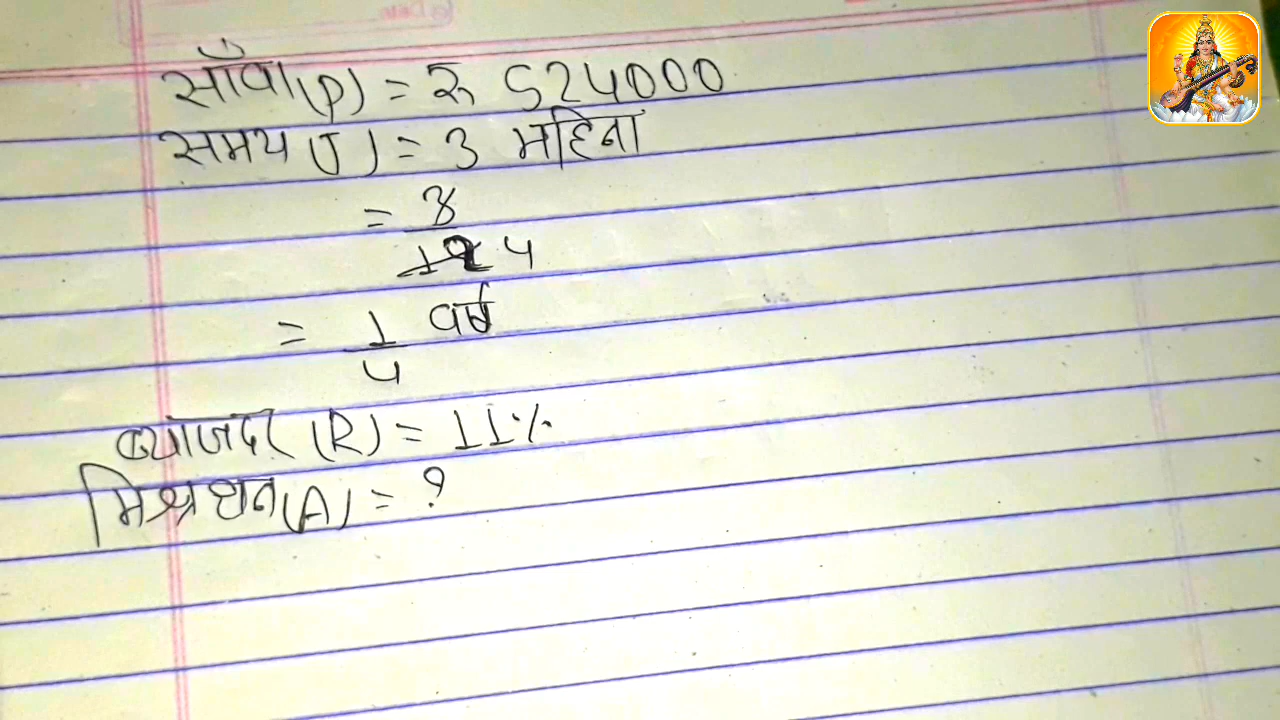 साँवा(P) = रू 524000
समय (T) = 3 महिना
= 3
12 4
= 1 वर्ष
4
ब्याजदर (R) = 11%
मिश्रधन(A) = ?